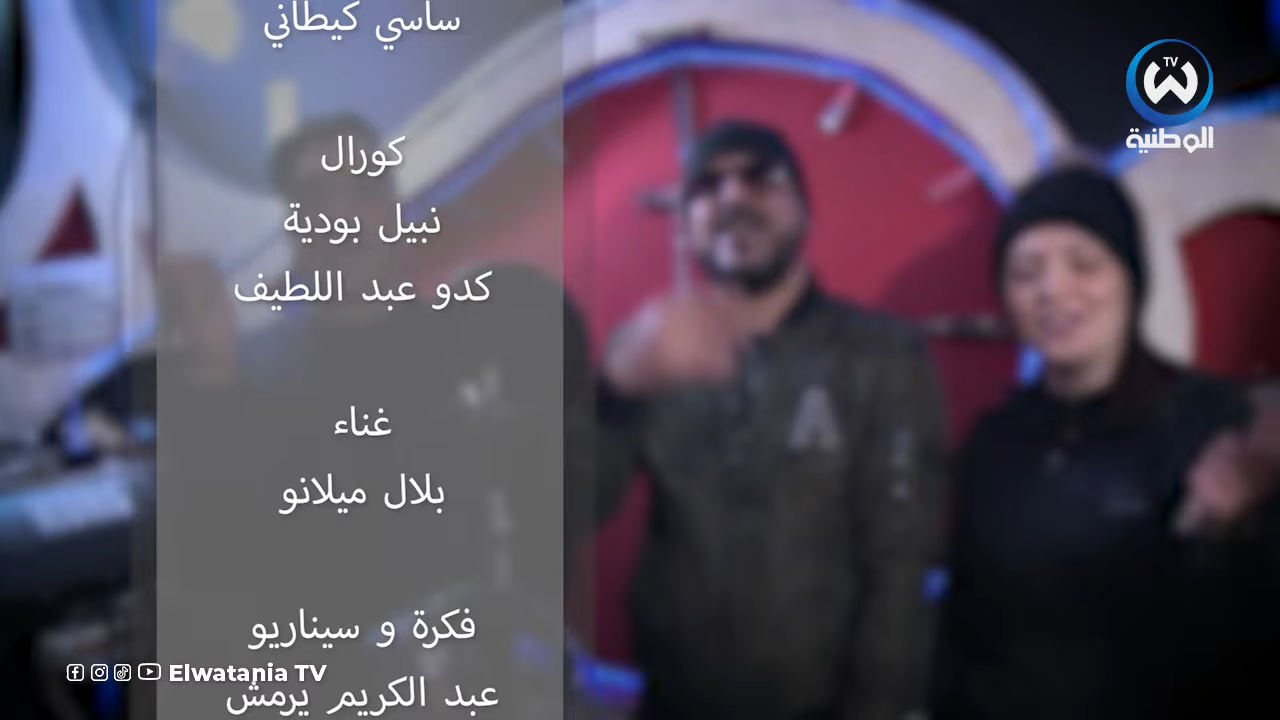 ساسي كيطاني
كورال
نبيل بودية
كدو عبد اللطيف
غناء
بلال ميلانو
فكرة و سيناريو
عبد الكريم يرمش
TV
الوطنية
Elwatania TV
A